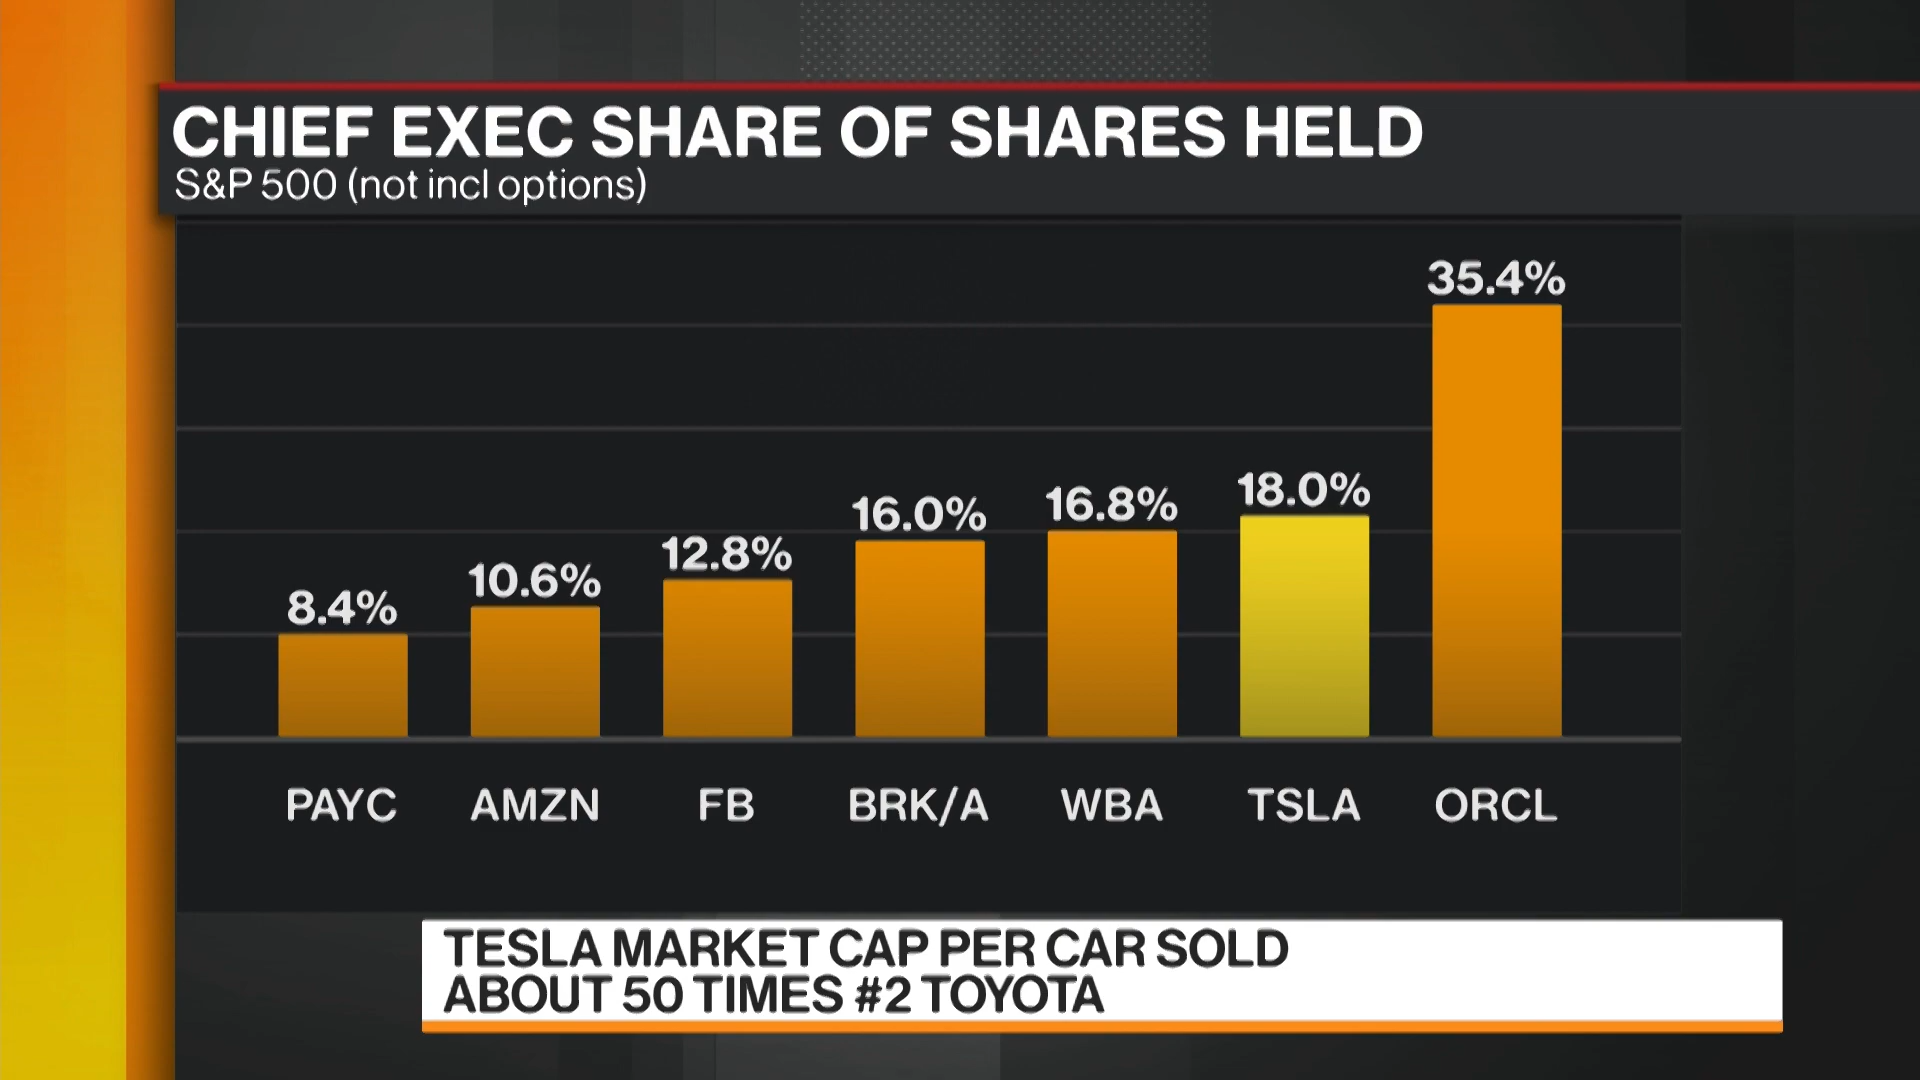 CHIEF EXEC SHARE OF SHARES HELD
S&P 500 (not incl options)
35.4%
18.0%
16.8%
16.0%
12.8%
10.6%
8.4%
PAYC AMZN FB BRK/A WBA TSLA ORCL
TESLA MARKET CAP PER CAR SOLD
ABOUT 50 TIMES #2 TOYOTA